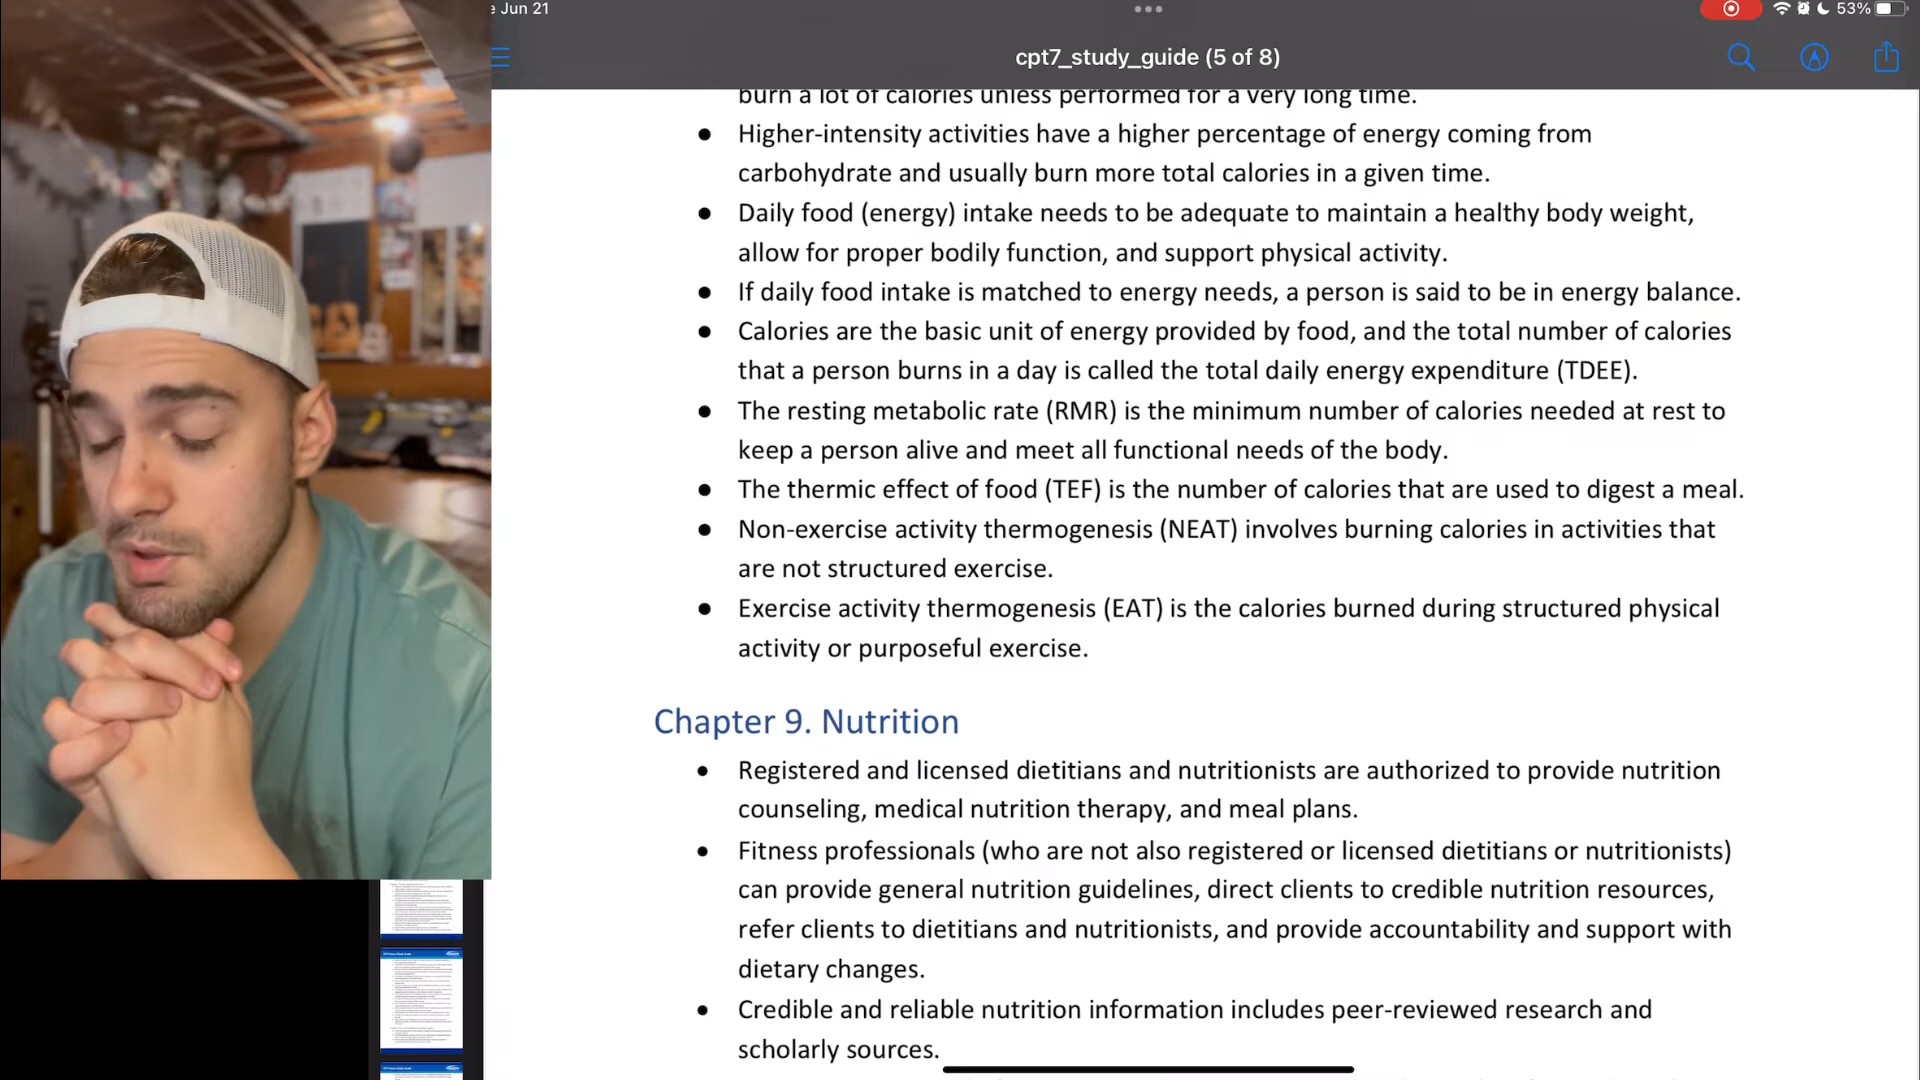 e Jun 21
53%
cpt7_study_guide (5 of 8)
burn a lot of calories unless performed for a very long time.
● Higher-intensity activities have a higher percentage of energy coming from
carbohydrate and usually burn more total calories in a given time.
● Daily food (energy) intake needs to be adequate to maintain a healthy body weight,
allow for proper bodily function, and support physical activity.
● If daily food intake is matched to energy needs, a person is said to be in energy balance.
● Calories are the basic unit of energy provided by food, and the total number of calories
that a person burns in a day is called the total daily energy expenditure (TDEE).
● The resting metabolic rate (RMR) is the minimum number of calories needed at rest to
keep a person alive and meet all functional needs of the body.
● The thermic effect of food (TEF) is the number of calories that are used to digest a meal.
● Non-exercise activity thermogenesis (NEAT) involves burning calories in activities that
are not structured exercise.
● Exercise activity thermogenesis (EAT) is the calories burned during structured physical
activity or purposeful exercise.
Chapter 9. Nutrition
● Registered and licensed dietitians and nutritionists are authorized to provide nutrition
counseling, medical nutrition therapy, and meal plans.
● Fitness professionals (who are not also registered or licensed dietitians or nutritionists)
can provide general nutrition guidelines, direct clients to credible nutrition resources,
refer clients to dietitians and nutritionists, and provide accountability and support with
dietary changes.
● Credible and reliable nutrition information includes peer-reviewed research and
scholarly sources.